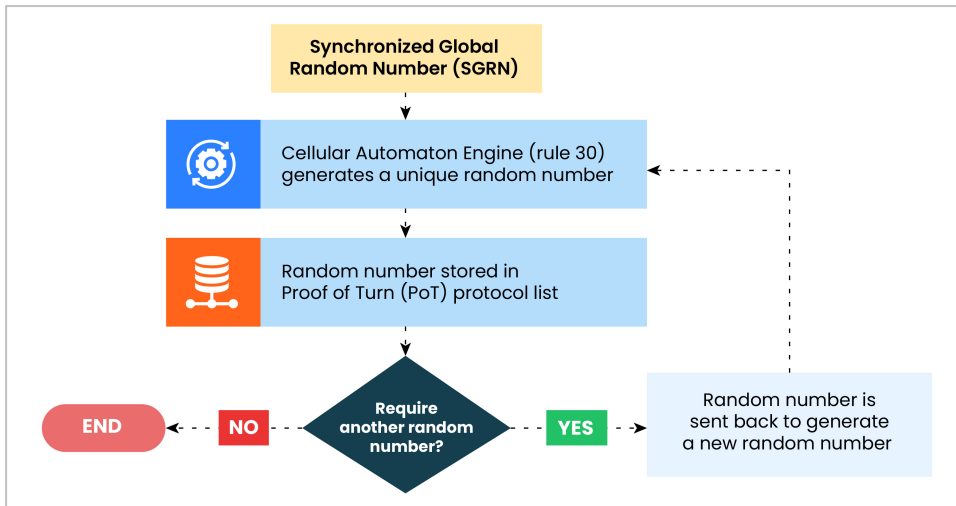 Synchronized Global
Random Number (SGRN)
Cellular Automaton Engine (rule 30)
generates a unique random number
Random number stored in
Proof of Turn (PoT) protocol list
Require
another random
number?
NO
END
YES
Random number is
sent back to generate
a new random number